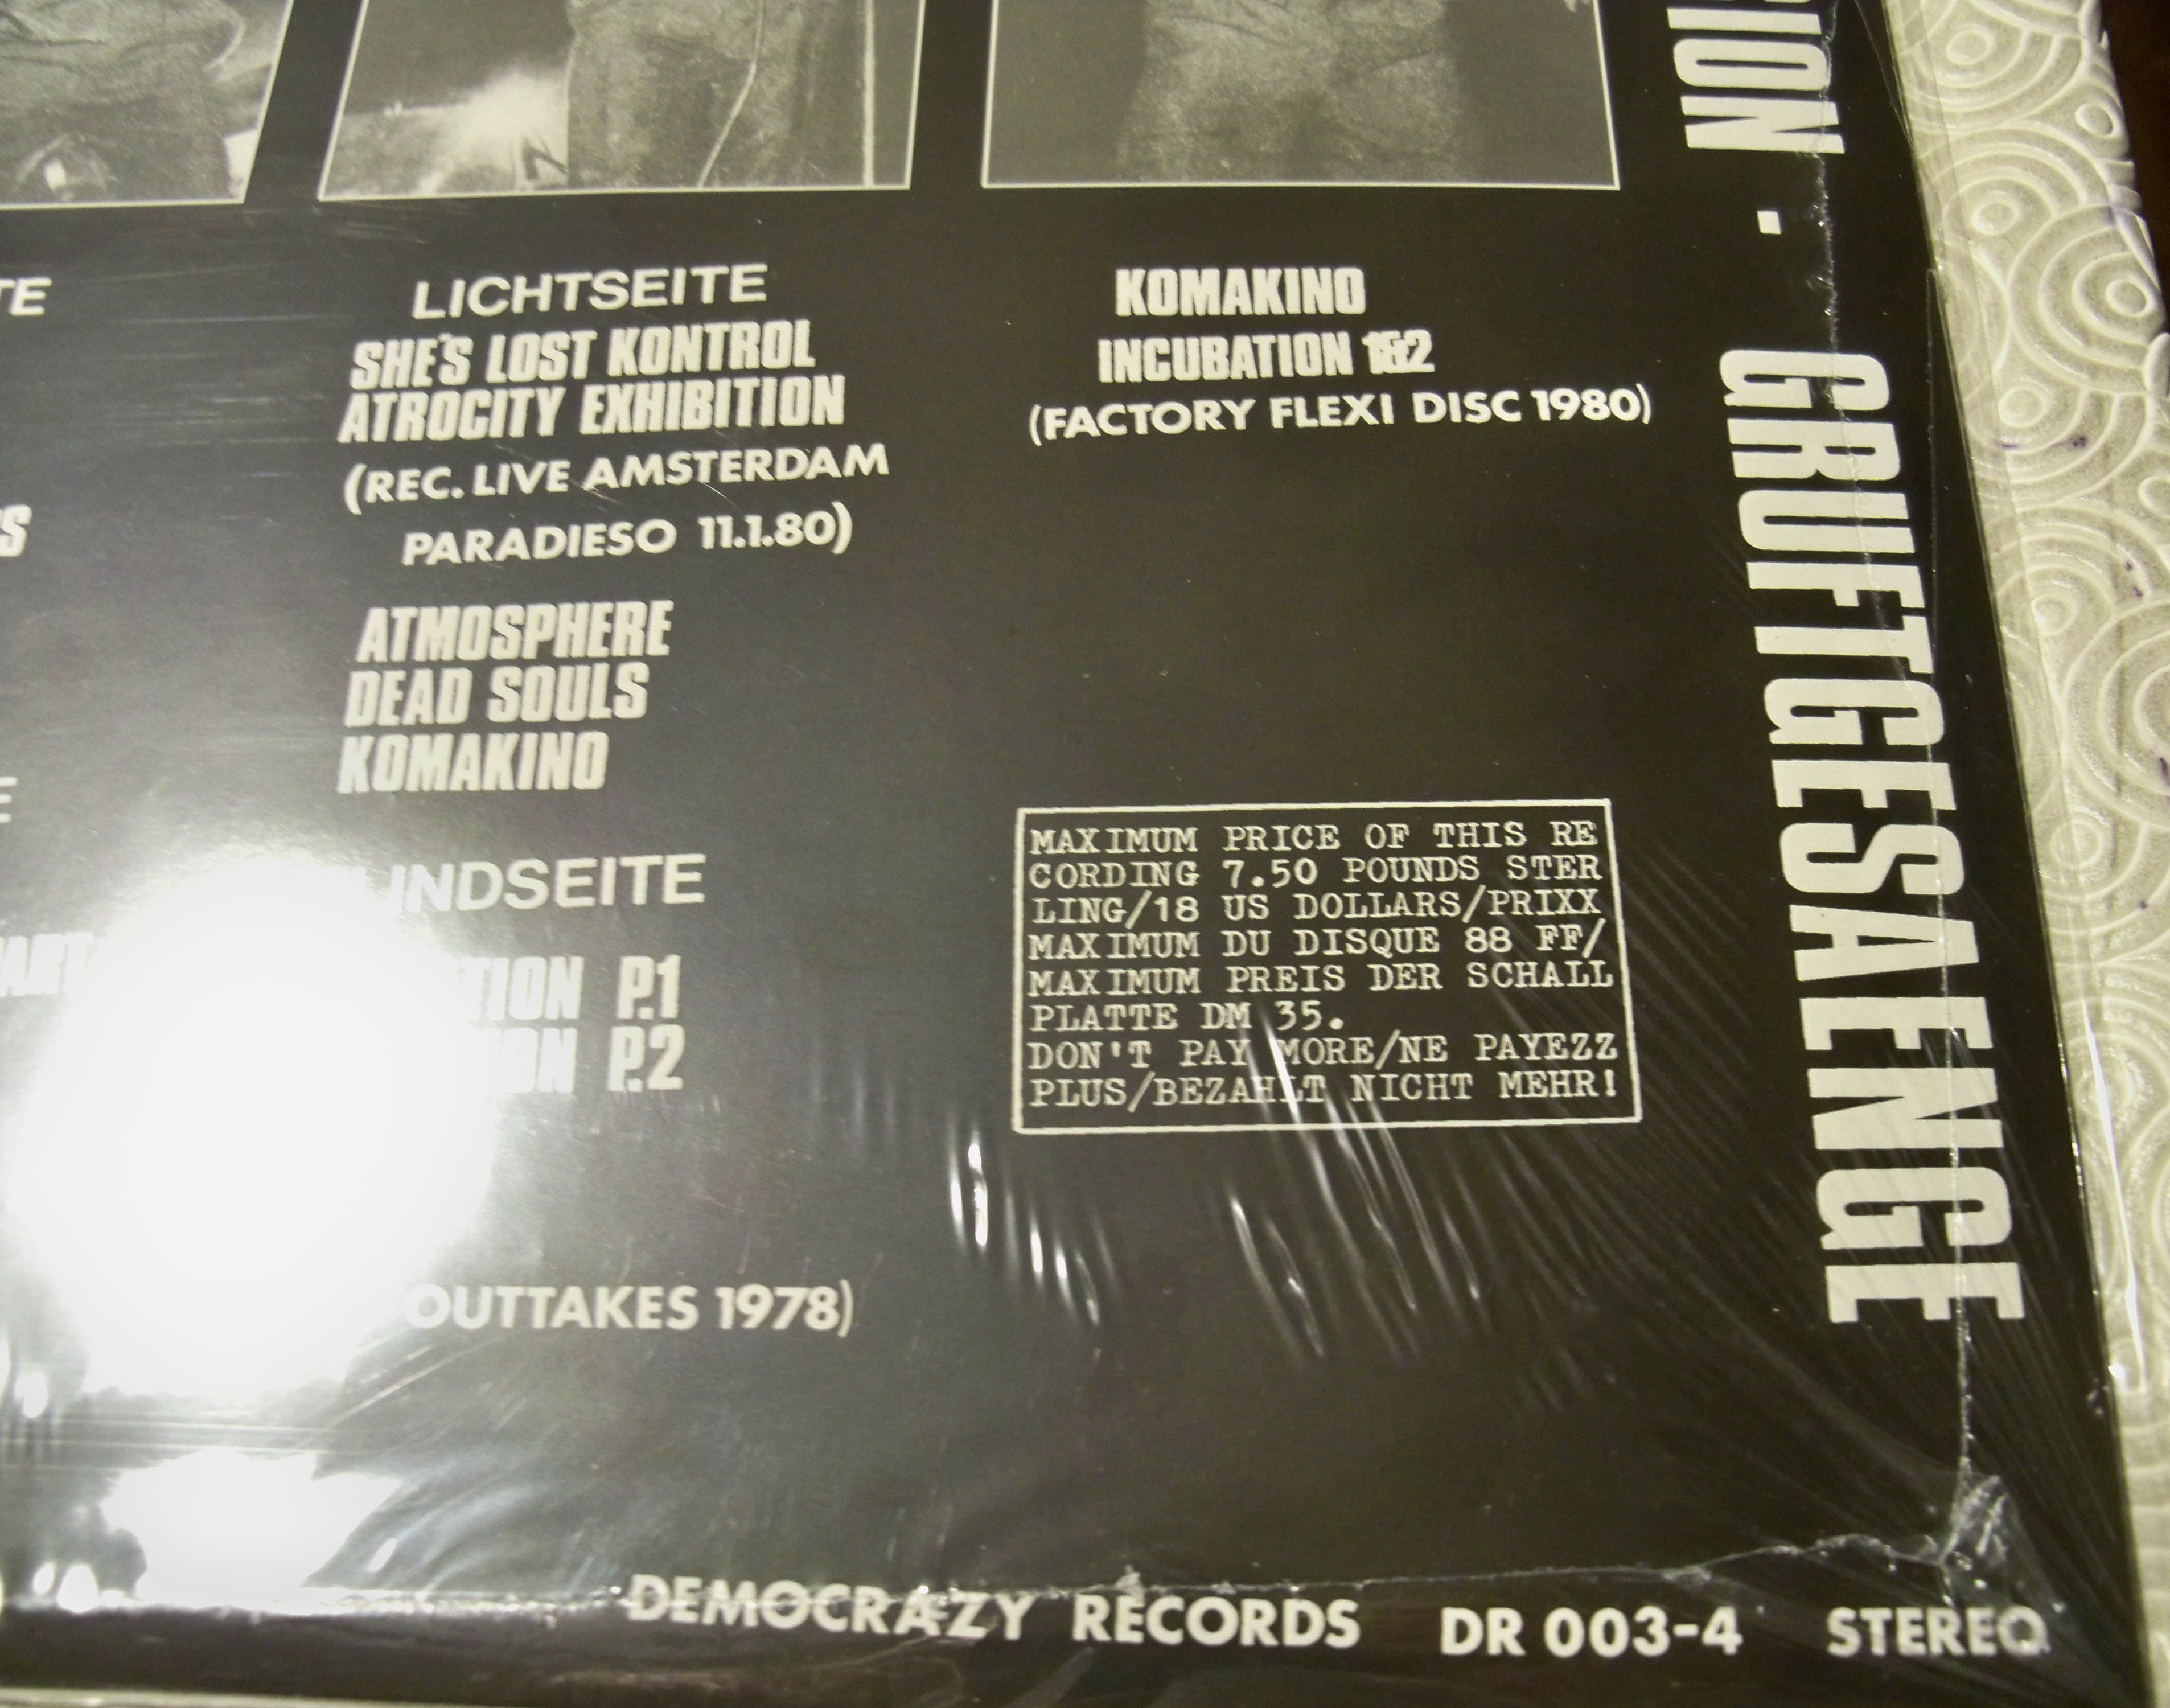 LICHTSEITE
SHE'S LOST KONTROL
ATROCITY EXHIBITION
(REC. LIVE AMSTERDAM
PARADIESO 11.1.80)
ATMOSPHERE
DEAD SOULS
KOMAKINO
P.1
P.2
OUTTAKES 1978)
KOMAKINO
INCUBATION 1&2
(FACTORY FLEXI DISC 1980)
MAXIMUM PRICE OF THIS RE
CORDING 7.50 POUNDS STER
LING/18 US DOLLARS/PRIXX
MAXIMUM DU DISQUE 88 FF/
MAXIMUM PREIS DER SCHALL
PLATTE DM 35.
DON'T PAY MORE/NE PAYEZZ
PLUS/BEZAHLT NICHT MEHR!
- GRUFTGESAENGE
DEMOCRAZY RECORDS DR 003-4 STEREO